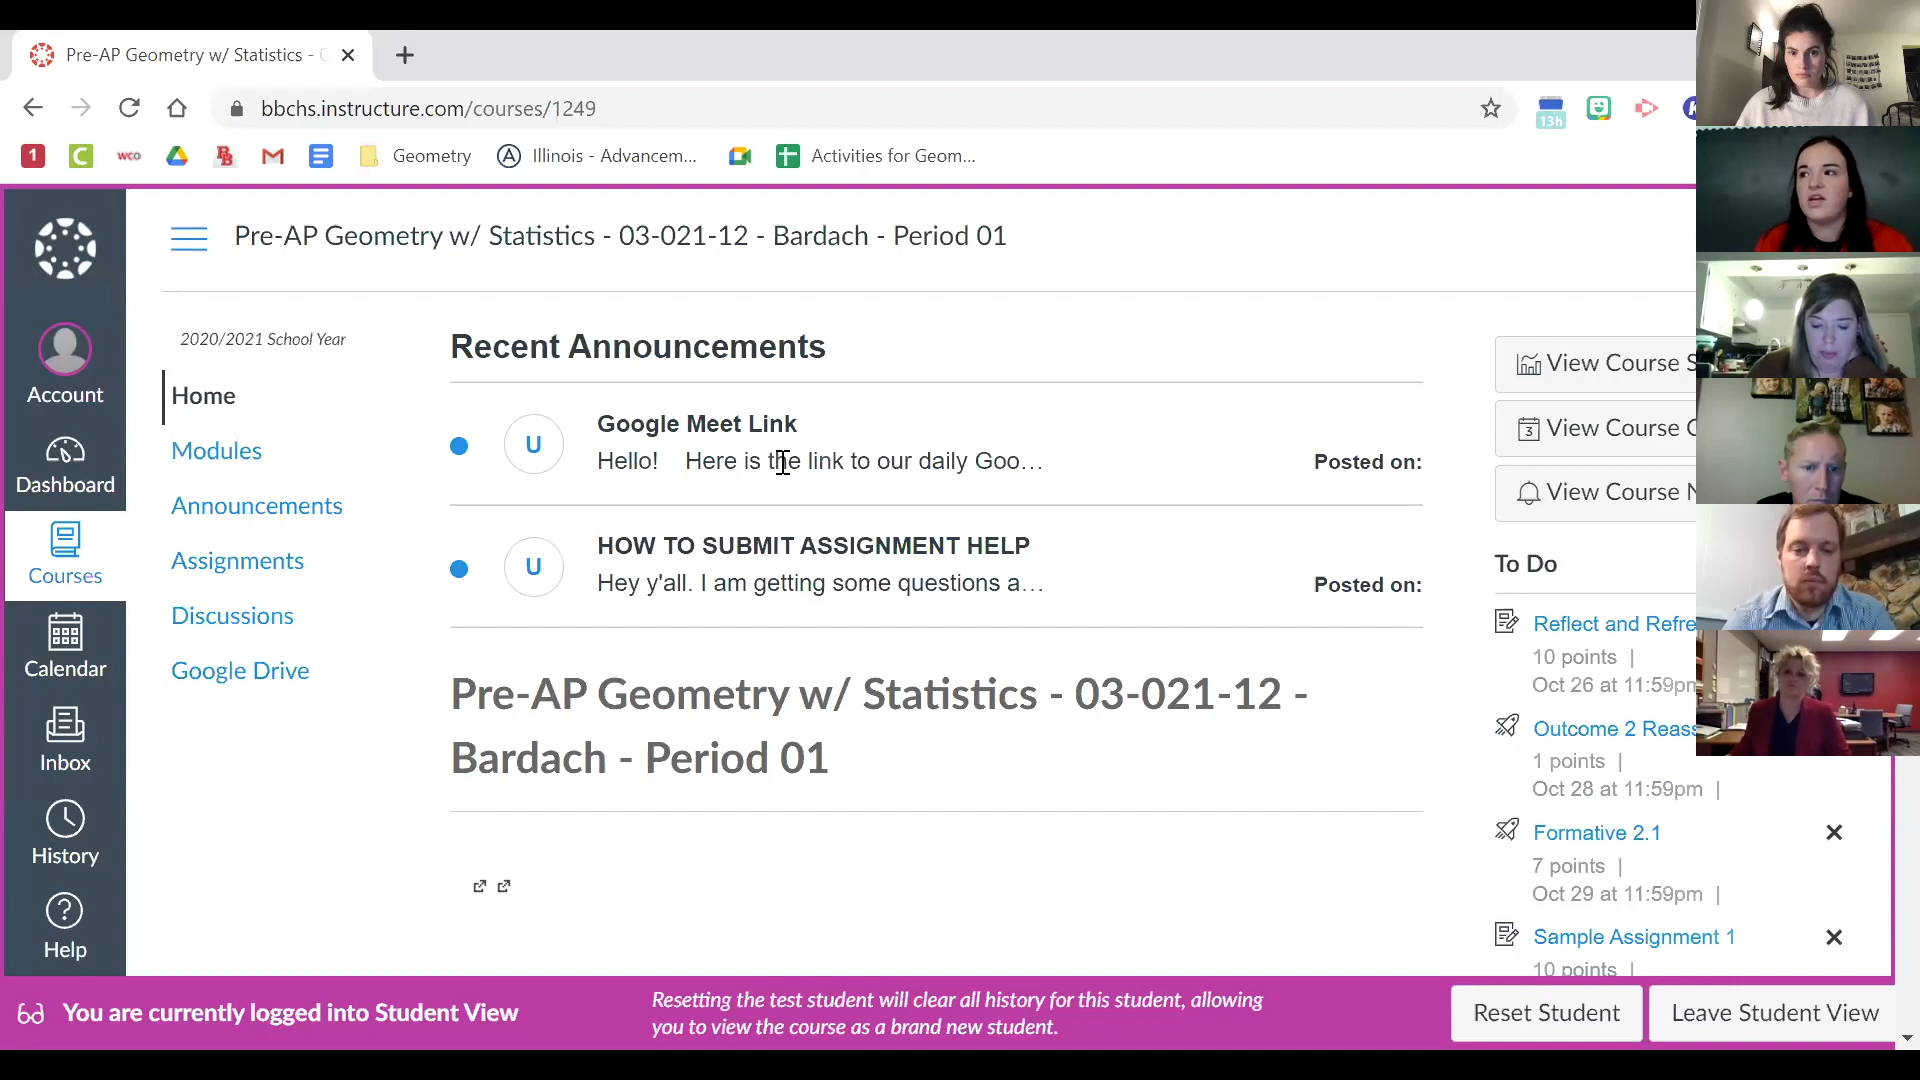 Pre-AP Geometry w/ Statistics - 
bbchs.instructure.com/courses/1249
13h
1
C
WCO
Geometry
Illinois - Advancem...
Activities for Geom...
Pre-AP Geometry w/ Statistics - 03-021-12 - Bardach - Period 01
Account
Dashboard
Courses
Calendar
Inbox
History
Help
2020/2021 School Year
Home
Modules
Announcements
Assignments
Discussions
Google Drive
Recent Announcements
U
Google Meet Link
Hello! Here is the link to our daily Goo...
Posted on:
U
HOW TO SUBMIT ASSIGNMENT HELP
Hey y'all. I am getting some questions a...
Posted on:
Pre-AP Geometry w/ Statistics - 03-021-12 -
Bardach - Period 01
View Course
3
View Course
View Course
To Do
Reflect and
10 points |
Oct 26 at 11:59pm
Outcome 2
1 points |
Oct 28 at 11:59pm |
Formative 2.1
7 points |
Oct 29 at 11:59pm |
Sample Assignment 1
10 points |
You are currently logged into Student View
Resetting the test student will clear all history for this student, allowing
you to view the course as a brand new student.
Reset Student
Leave Student View